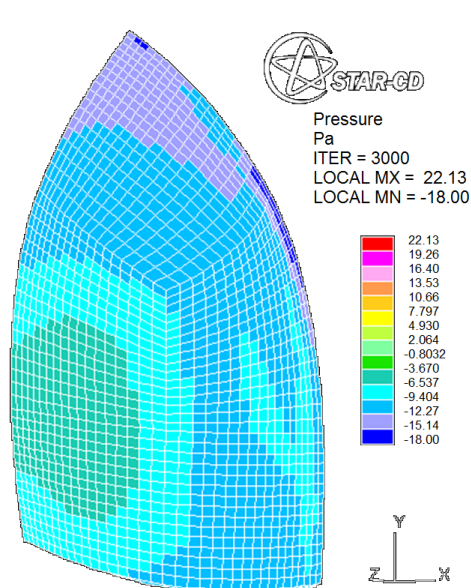 STAR-CD
Pressure
Pa
ITER = 3000
LOCAL MX = 22.13
LOCAL MN = -18.00
22.13
19.26
16.40
13.53
10.66
7.797
4.930
2.064
-0.8032
-3.670
-6.537
-9.404
-12.27
-15.14
-18.00
Y
Z X